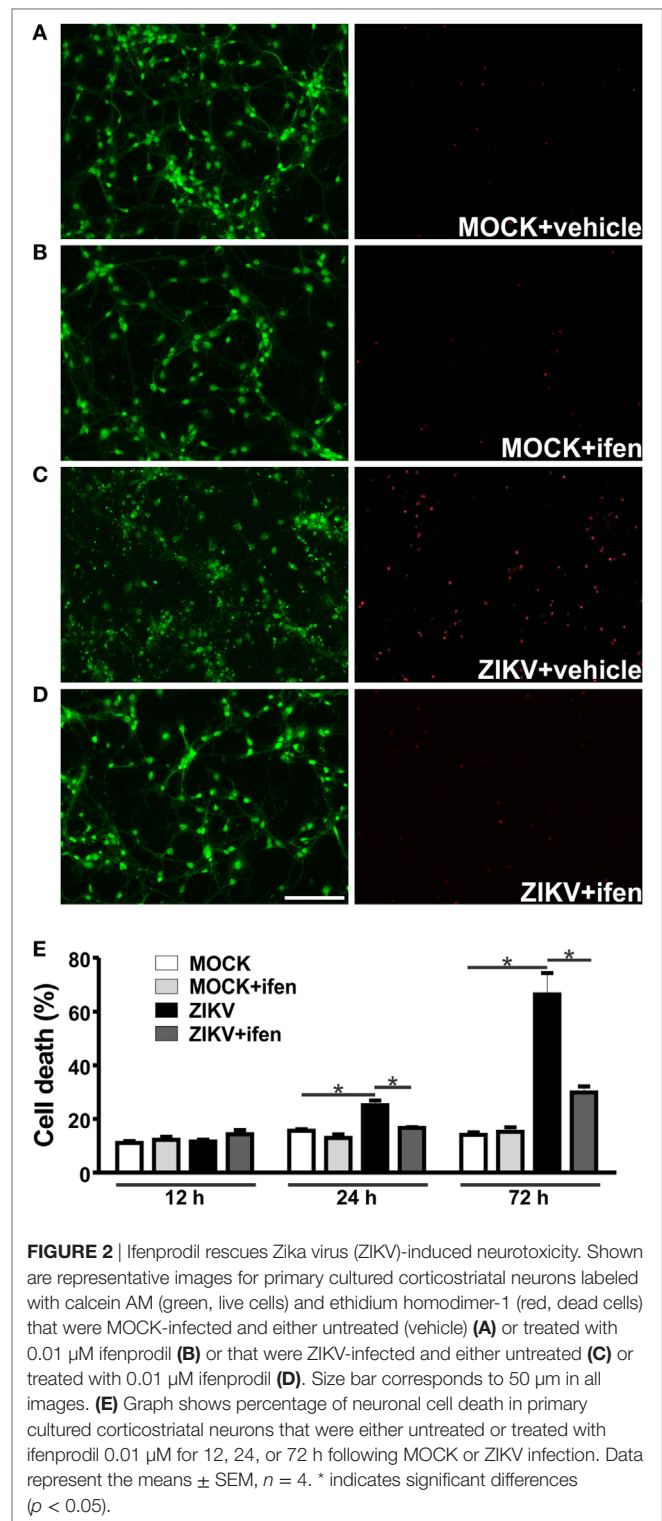 A
MOCK+vehicle
B
MOCK+ifen
C
ZIKV+vehicle
D
ZIKV+ifen
E
80
60
40
20
0
Cell death (%)
MOCK
MOCK+ifen
ZIKV
ZIKV+ifen
* *
* *
12 h 24 h 72 h
FIGURE 2 | Ifenprodil rescues Zika virus (ZIKV)-induced neurotoxicity. Shown
are representative images for primary cultured corticostriatal neurons labeled
with calcein AM (green, live cells) and ethidium homodimer-1 (red, dead cells)
that were MOCK-infected and either untreated (vehicle) (A) or treated with
0.01 μM ifenprodil (B) or that were ZIKV-infected and either untreated (C) or
treated with 0.01 μM ifenprodil (D). Size bar corresponds to 50 μm in all
images. (E) Graph shows percentage of neuronal cell death in primary
cultured corticostriatal neurons that were either untreated or treated with
ifenprodil 0.01 μM for 12, 24, or 72 h following MOCK or ZIKV infection. Data
represent the means ± SEM, n = 4. * indicates significant differences
(p < 0.05).